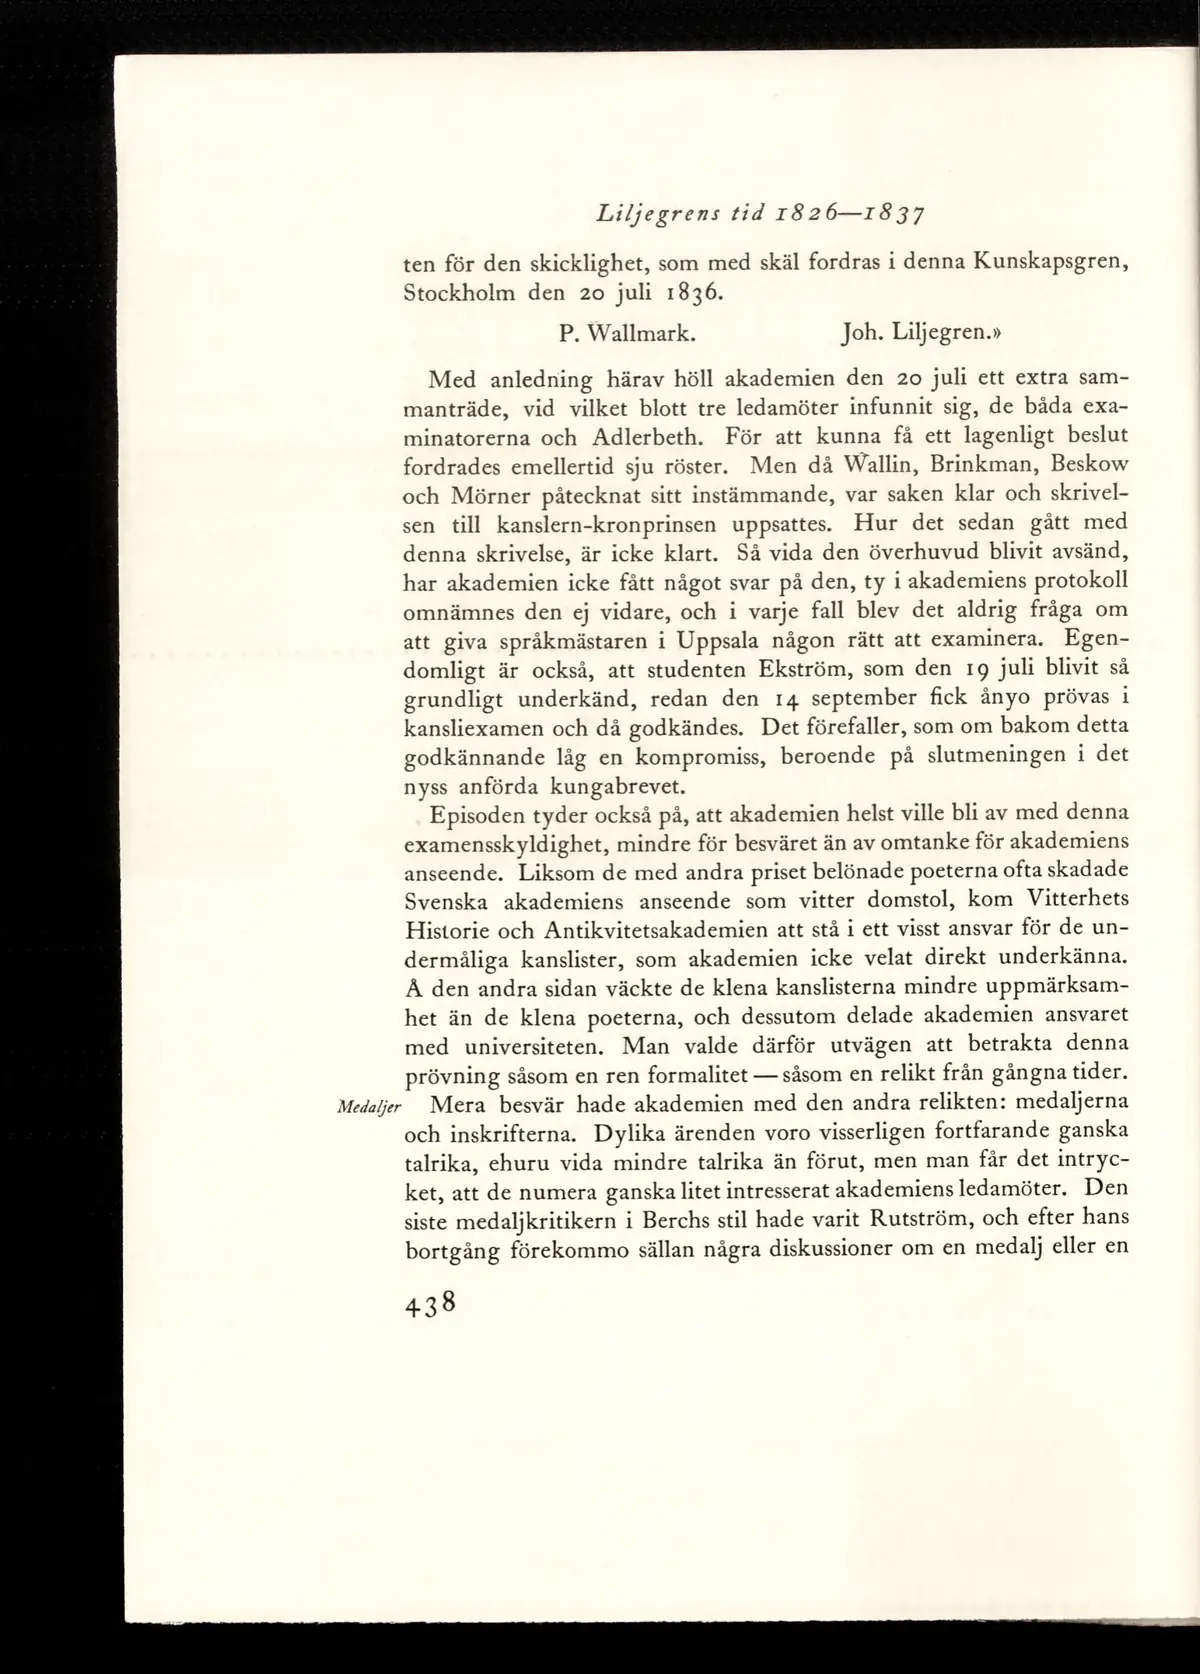 Liljegrens tid 1826—1837
ten för den skicklighet, som med skäl fordras i denna Kunskapsgren,
Stockholm den 20 juli 1836.
P. Wallmark. Joh. Liljegren.»
Med anledning härav höll akademien den 20 juli ett extra sam-
manträde, vid vilket blott tre ledamöter infunnit sig, de båda exa-
minatorerna och Adlerbeth. För att kunna få ett lagenligt beslut
fordrades emellertid sju röster. Men då Wallin, Brinkman, Beskow
och Mörner påtecknat sitt instämmande, var saken klar och skrivel-
sen till kanslern-kronprinsen uppsattes. Hur det sedan gått med
denna skrivelse, är icke klart. Så vida den överhuvud blivit avsänd,
har akademien icke fått något svar på den, ty i akademiens protokoll
omnämnes den ej vidare, och i varje fall blev det aldrig fråga om
att giva språkmästaren i Uppsala någon rätt att examinera. Egen-
domligt är också, att studenten Ekström, som den 19 juli blivit så
grundligt underkänd, redan den 14 september fick ånyo prövas i
kansliexamen och då godkändes. Det förefaller, som om bakom detta
godkännande låg en kompromiss, beroende på slutmeningen i det
nyss anförda kungabrevet.
Episoden tyder också på, att akademien helst ville bli av med denna
examensskyldighet, mindre för besväret än av omtanke för akademiens
anseende. Liksom de med andra priset belönade poeterna ofta skadade
Svenska akademiens anseende som vitter domstol, kom Vitterhets
Historie och Antikvitetsakademien att stå i ett visst ansvar för de un-
dermåliga kanslister, som akademien icke velat direkt underkänna.
Å den andra sidan väckte de klena kanslisterna mindre uppmärksam-
het än de klena poeterna, och dessutom delade akademien ansvaret
med universiteten. Man valde därför utvägen att betrakta denna
prövning såsom en ren formalitet — såsom en relikt från gångna tider.
Medaljer Mera besvär hade akademien med den andra relikten: medaljerna
och inskrifterna. Dylika ärenden voro visserligen fortfarande ganska
talrika, ehuru vida mindre talrika än förut, men man får det intryc-
ket, att de numera ganska litet intresserat akademiens ledamöter. Den
siste medaljkritikern i Berchs stil hade varit Rutström, och efter hans
bortgång förekommo sällan några diskussioner om en medalj eller en
438